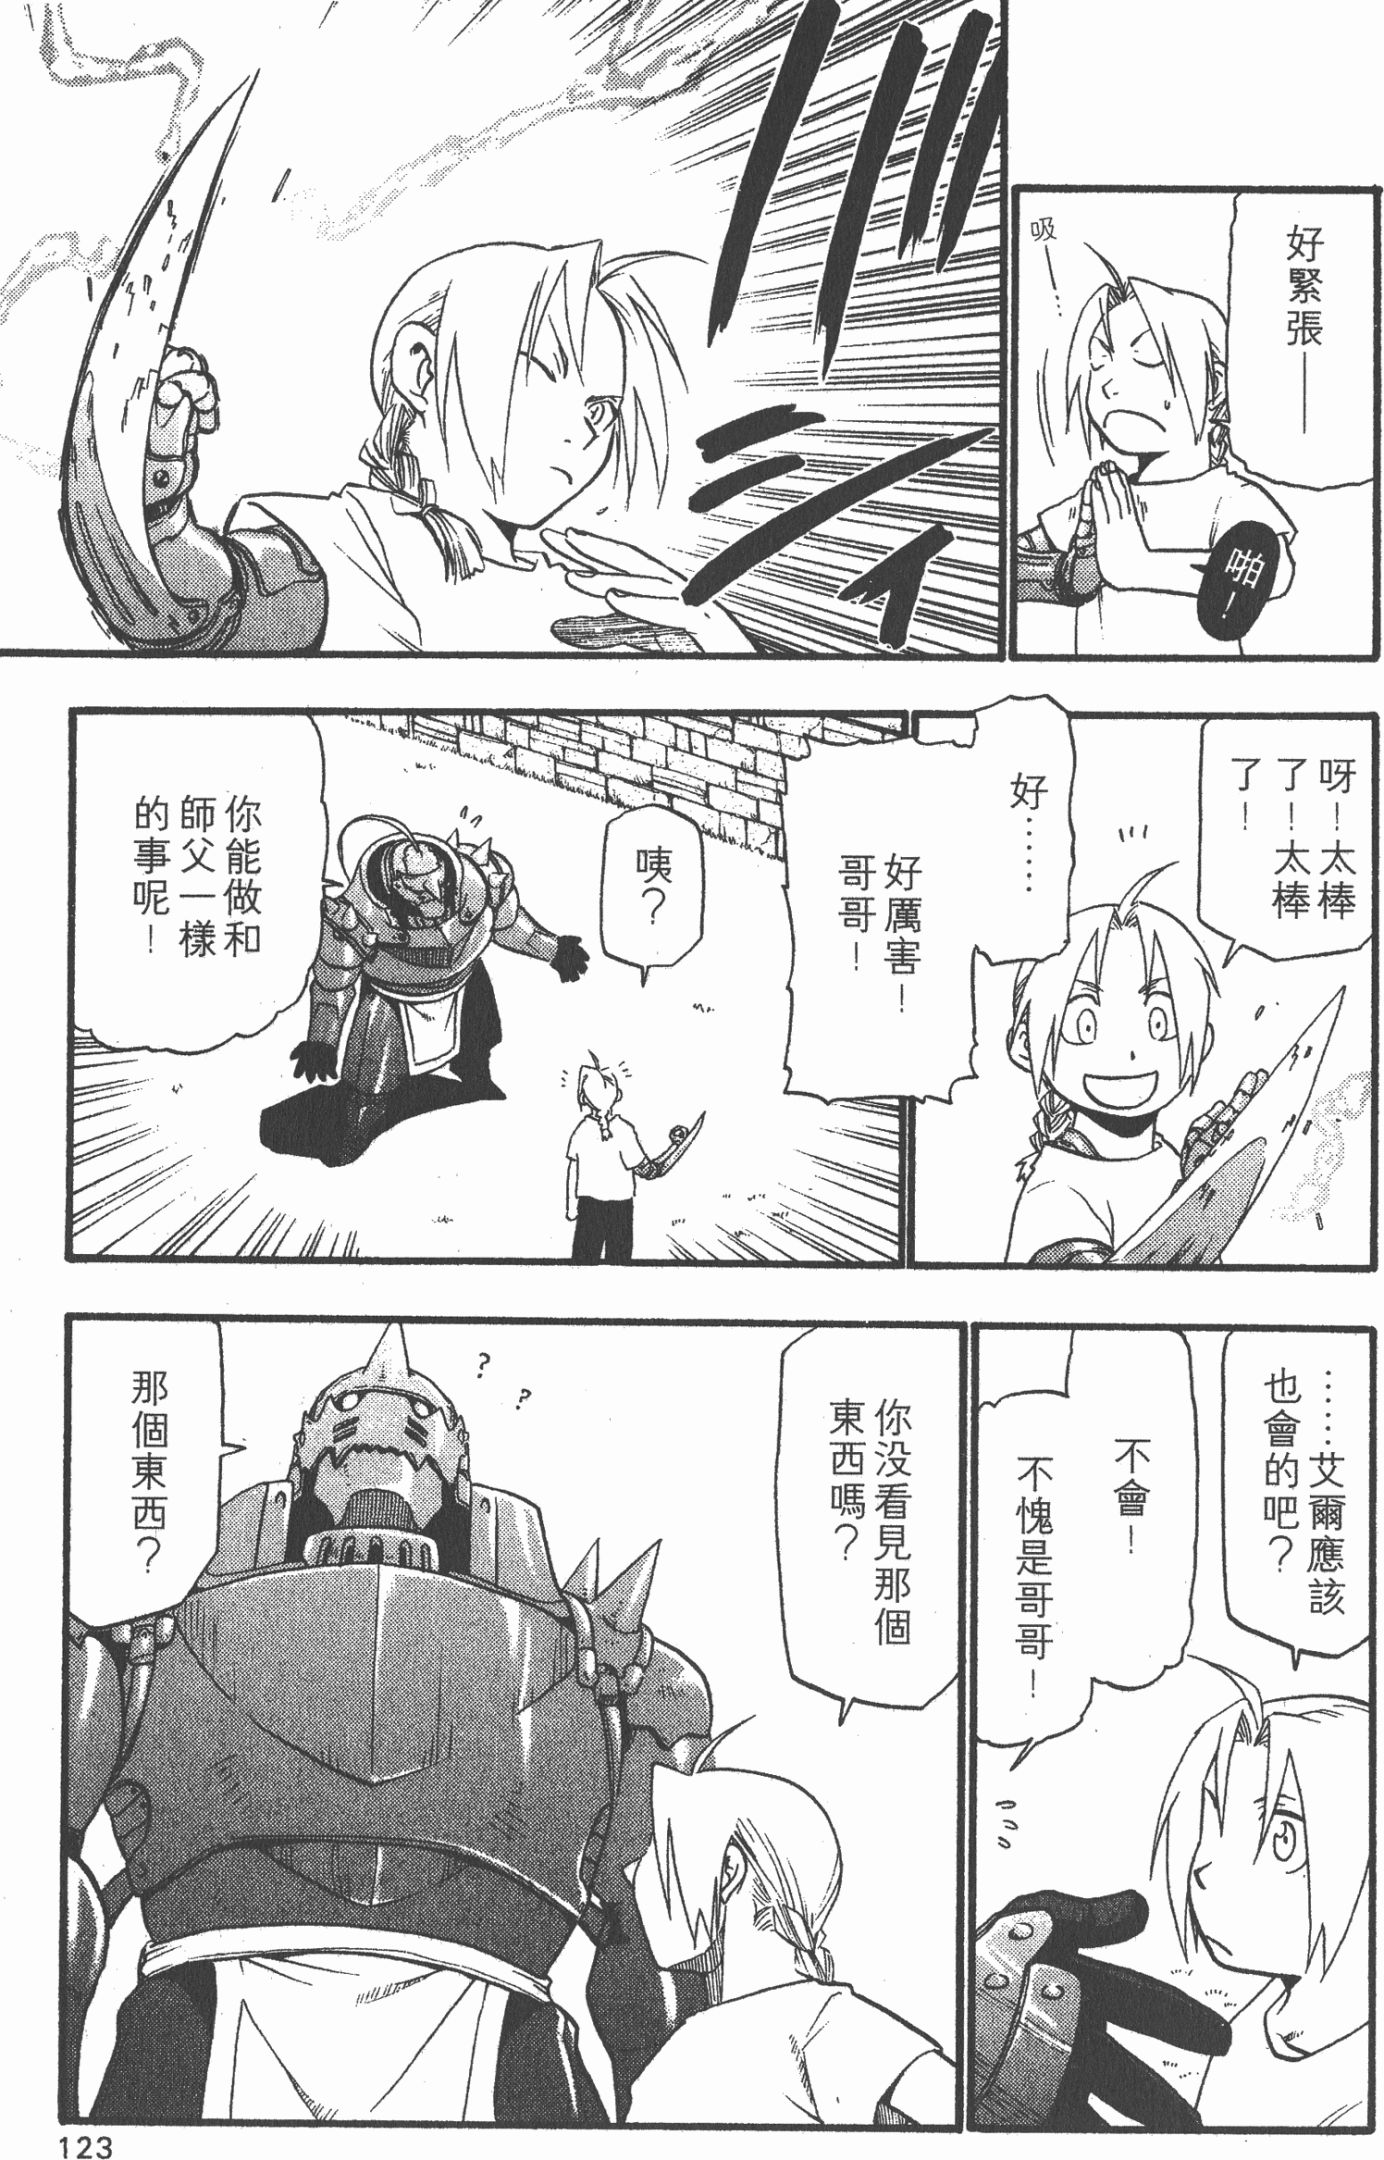 好緊張──
吸──⋯⋯
啪!
呀!太棒
了!太棒
了!
好⋯⋯
好厲害!
哥哥!
咦?
你能做和
師父一樣
的事呢!
⋯⋯艾爾應該
也會的吧?
不會!
不愧是哥哥!
你没看見那個
東西嗎?
?
?
那個東西?
123